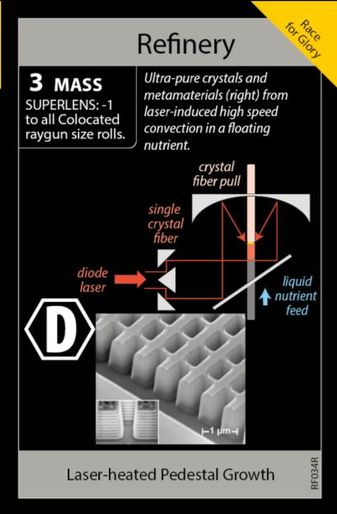 Race
for Glory
Refinery
3 MASS
SUPERLENS: -1
to all Colocated
raygun size rolls.
Ultra-pure crystals and
metamaterials (right) from
laser-induced high speed
convection in a floating
nutrient.
crystal
fiber pull
single
crystal
fiber
diode
laser
liquid
nutrient
feed
D
1 µm
Laser-heated Pedestal Growth
RF034R